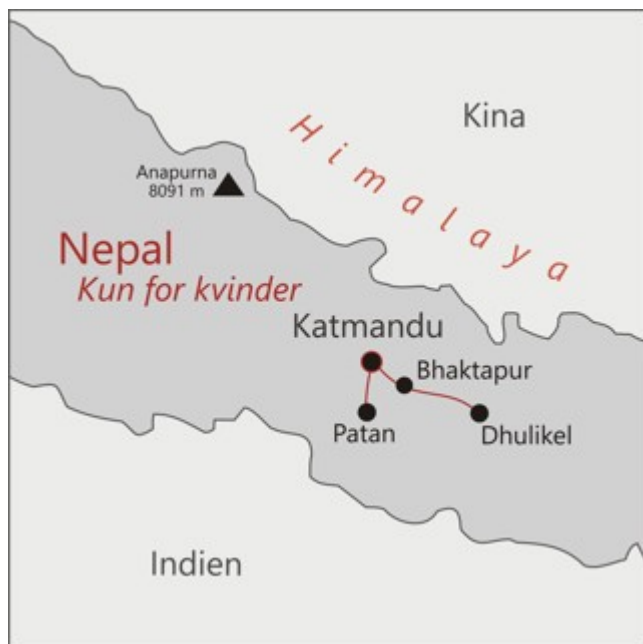 Kina
Himalaya
Anapurna
8091 m
Nepal
Kun for kvinder
Katmandu
Bhaktapur
Patan
Dhulikel
Indien